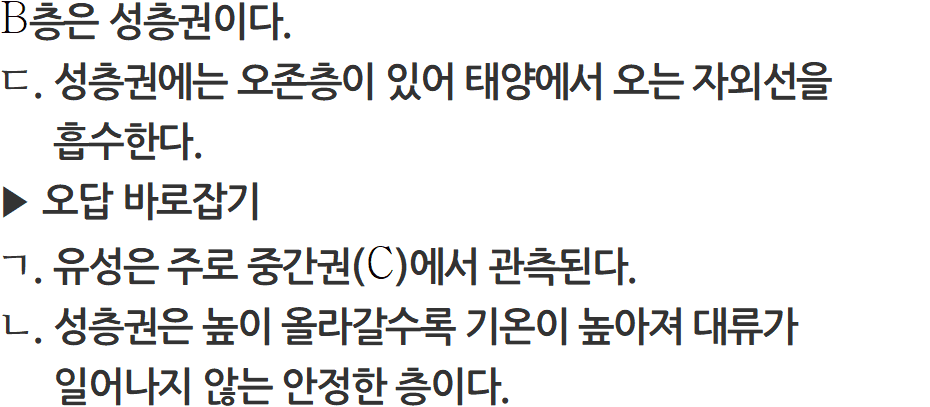 B층은 성층권이다.
ㄷ. 성층권에는 오존층이 있어 태양에서 오는 자외선을
흡수한다.
▶ 오답 바로잡기
ㄱ. 유성은 주로 중간권(C)에서 관측된다.
ㄴ. 성층권은 높이 올라갈수록 기온이 높아져 대류가
일어나지 않는 안정한 층이다.